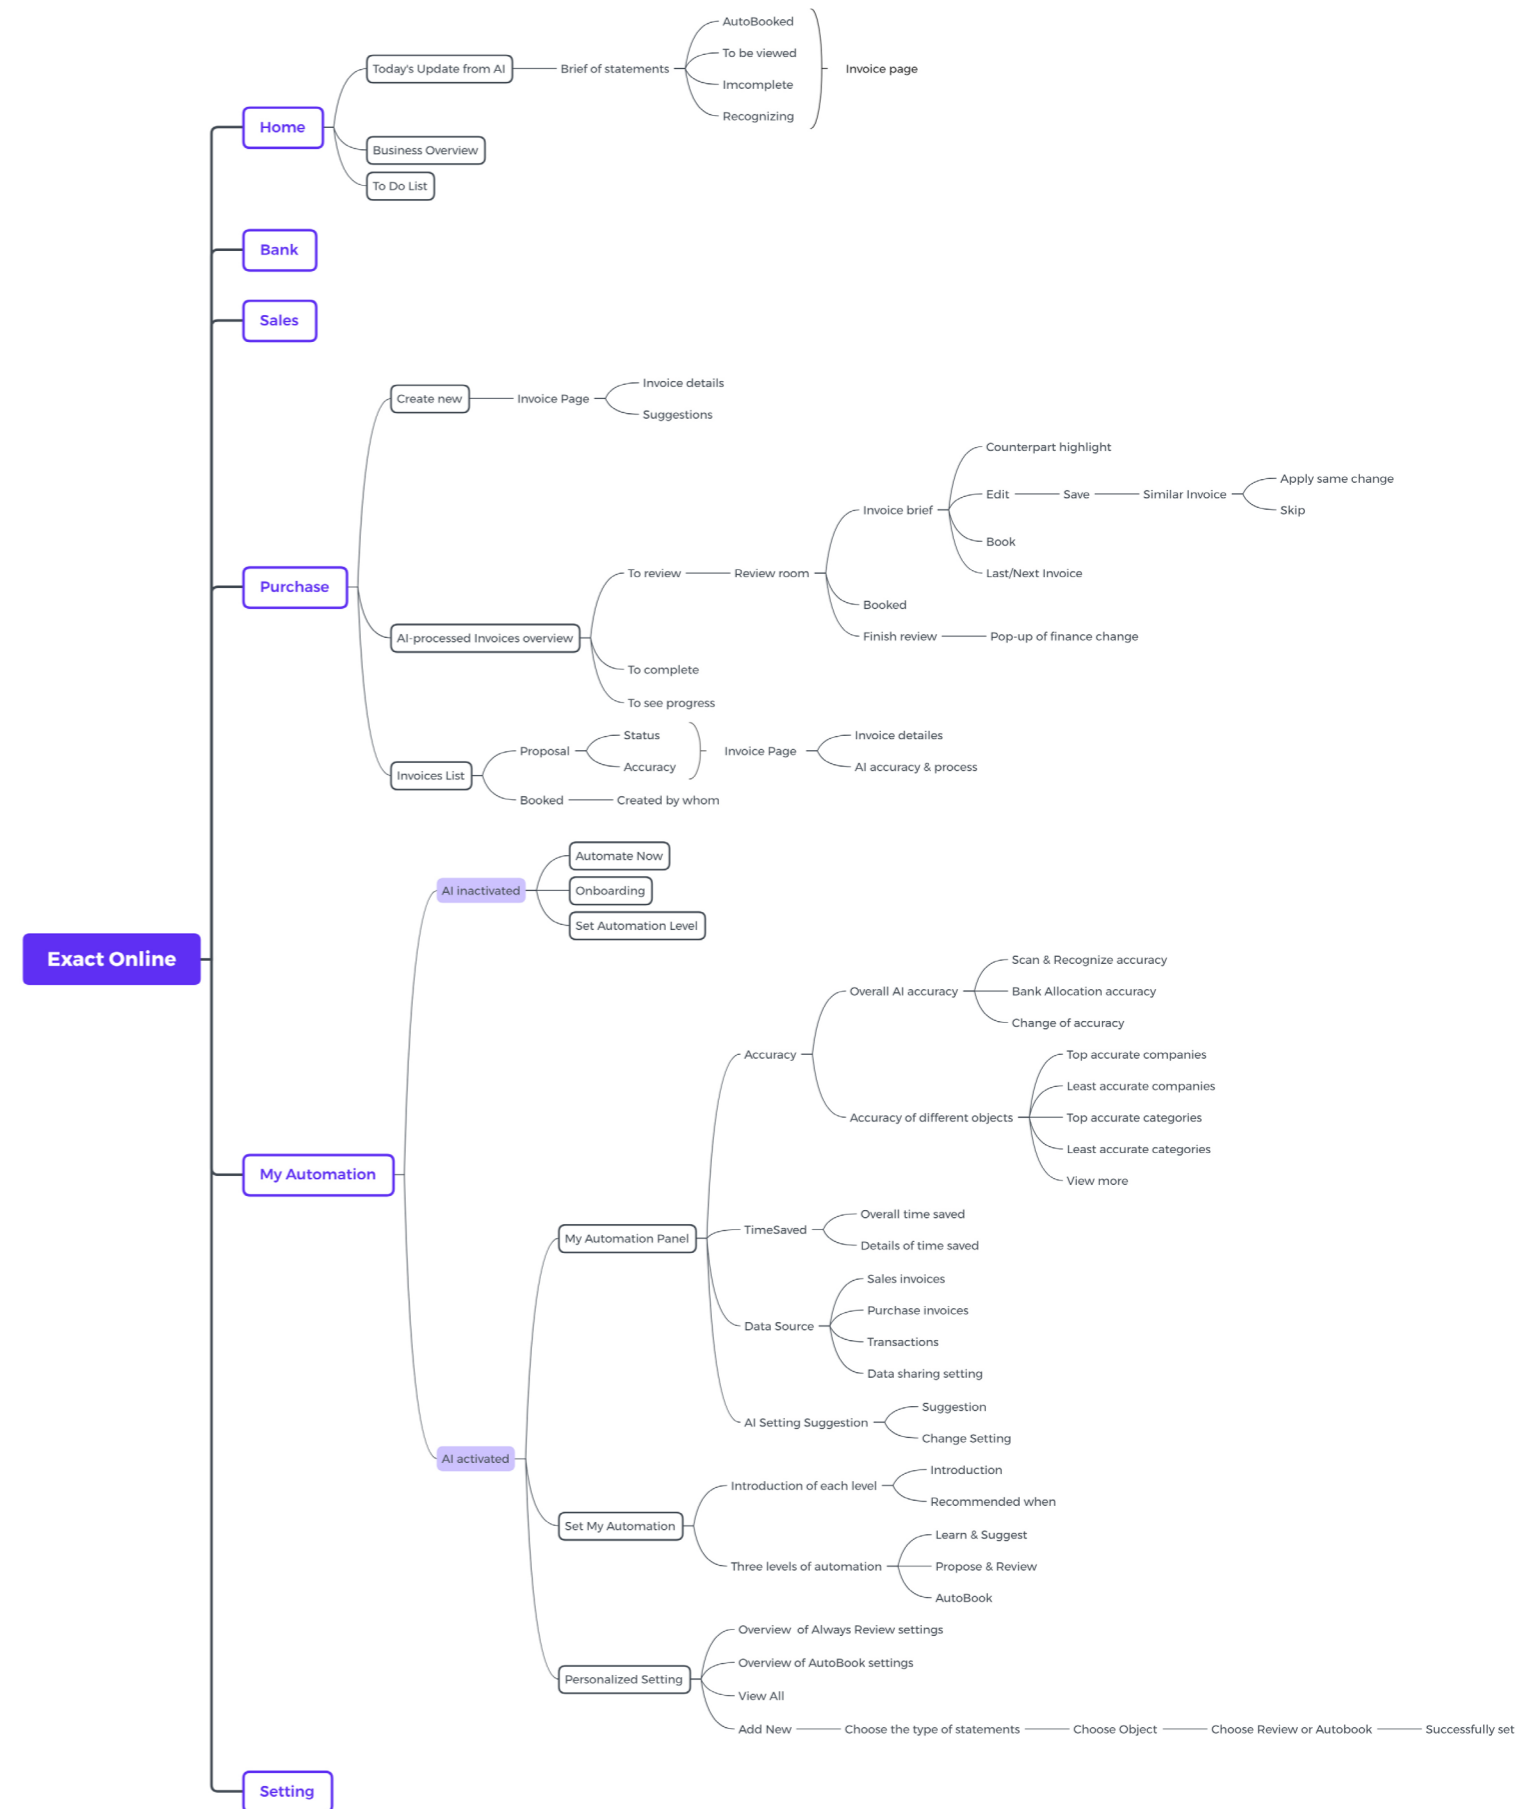 AutoBooked
Today's Update from AI
Brief of statements
To be viewed
Invoice page
Imcomplete
Recognizing
Home
Business Overview
To Do List
Bank
Sales
Create new
Invoice Page
Invoice details
Suggestions
Counterpart highlight
Apply same change
Edit
Save
Similar Invoice
Invoice brief
Skip
Book
To review
Review room
Last/Next Invoice
Purchase
Booked
AI-processed Invoices overview
Finish review
Pop-up of finance change
To complete
To see progress
Status
Invoice detailes
Proposal
Invoice Page
Accuracy
AI accuracy & process
Invoices List
Booked
Created by whom
Automate Now
AI inactivated
Onboarding
Set Automation Level
Exact Online
Scan & Recognize accuracy
Overall AI accuracy
Bank Allocation accuracy
Change of accuracy
Accuracy
Top accurate companies
Least accurate companies
Accuracy of different objects
Top accurate categories
Least accurate categories
My Automation
View more
Overall time saved
My Automation Panel
TimeSaved
Details of time saved
Sales invoices
Purchase invoices
Data Source
Transactions
Data sharing setting
Suggestion
AI Setting Suggestion
Change Setting
AI activated
Introduction
Introduction of each level
Recommended when
Set My Automation
Learn & Suggest
Three levels of automation
Propose & Review
AutoBook
Overview  of Always Review settings
Overview of AutoBook settings
Personalized Setting
View All
Add New
Choose the type of statements
Choose Object
Choose Review or Autobook
Successfully set
Setting